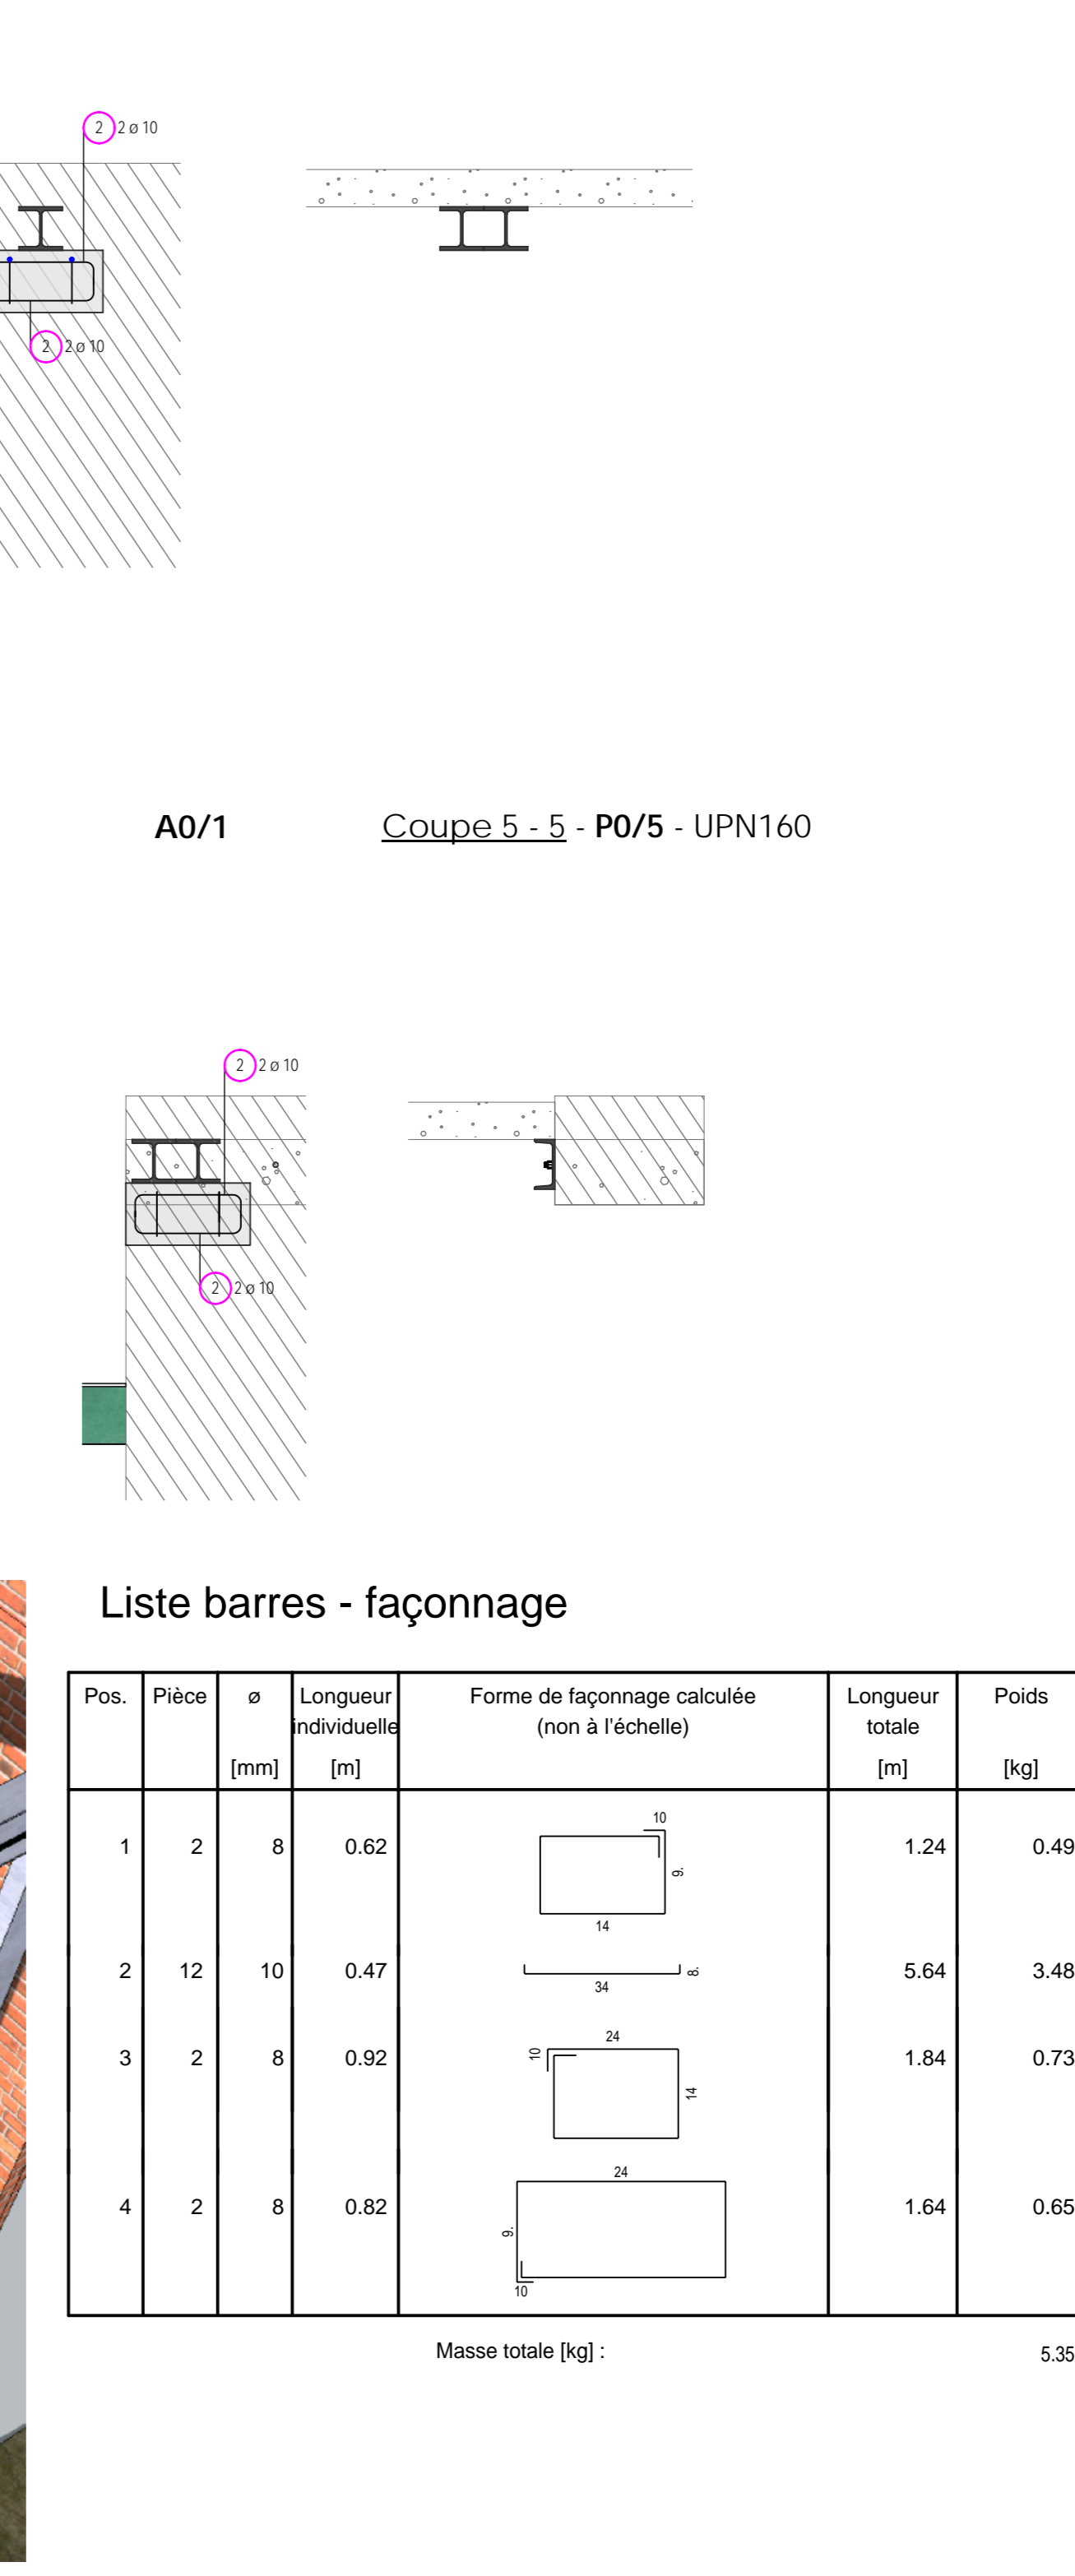 2 2 ø 10
2 2 ø 10
A0/1 Coupe 5 - 5 - P0/5 - UPN160
2 2 ø 10
2 2 ø 10
Liste barres - façonnage
Pos. Pièce ø Longueur Forme de façonnage calculée Longueur Poids
individuelle (non à l'échelle) totale
[mm] [m] [m] [kg]
10
1 2 8 0.62 1.24 0.49
9.
14
2 12 10 0.47 5.64 3.48
8.
34
24
10
3 2 8 0.92 1.84 0.73
14
24
4 2 8 0.82 1.64 0.65
9.
10
Masse totale [kg] : 5.35